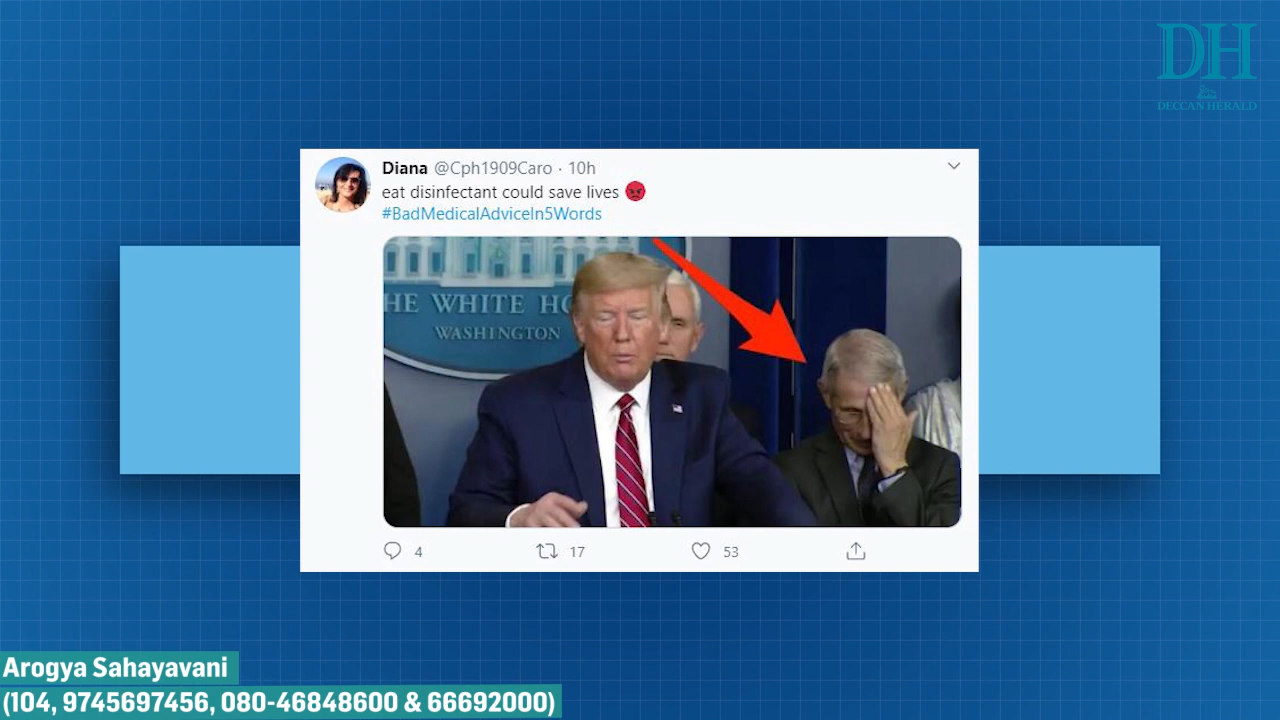 DH
DECCAN HERALD
Diana @Cph1909Caro · 10h
eat disinfectant could save lives 😡
#BadMedicalAdviceIn5Words
THE WHITE HO
WASHINGTON
4 17 53
Arogya Sahayavani
(104, 9745697456, 080-46848600 & 66692000)